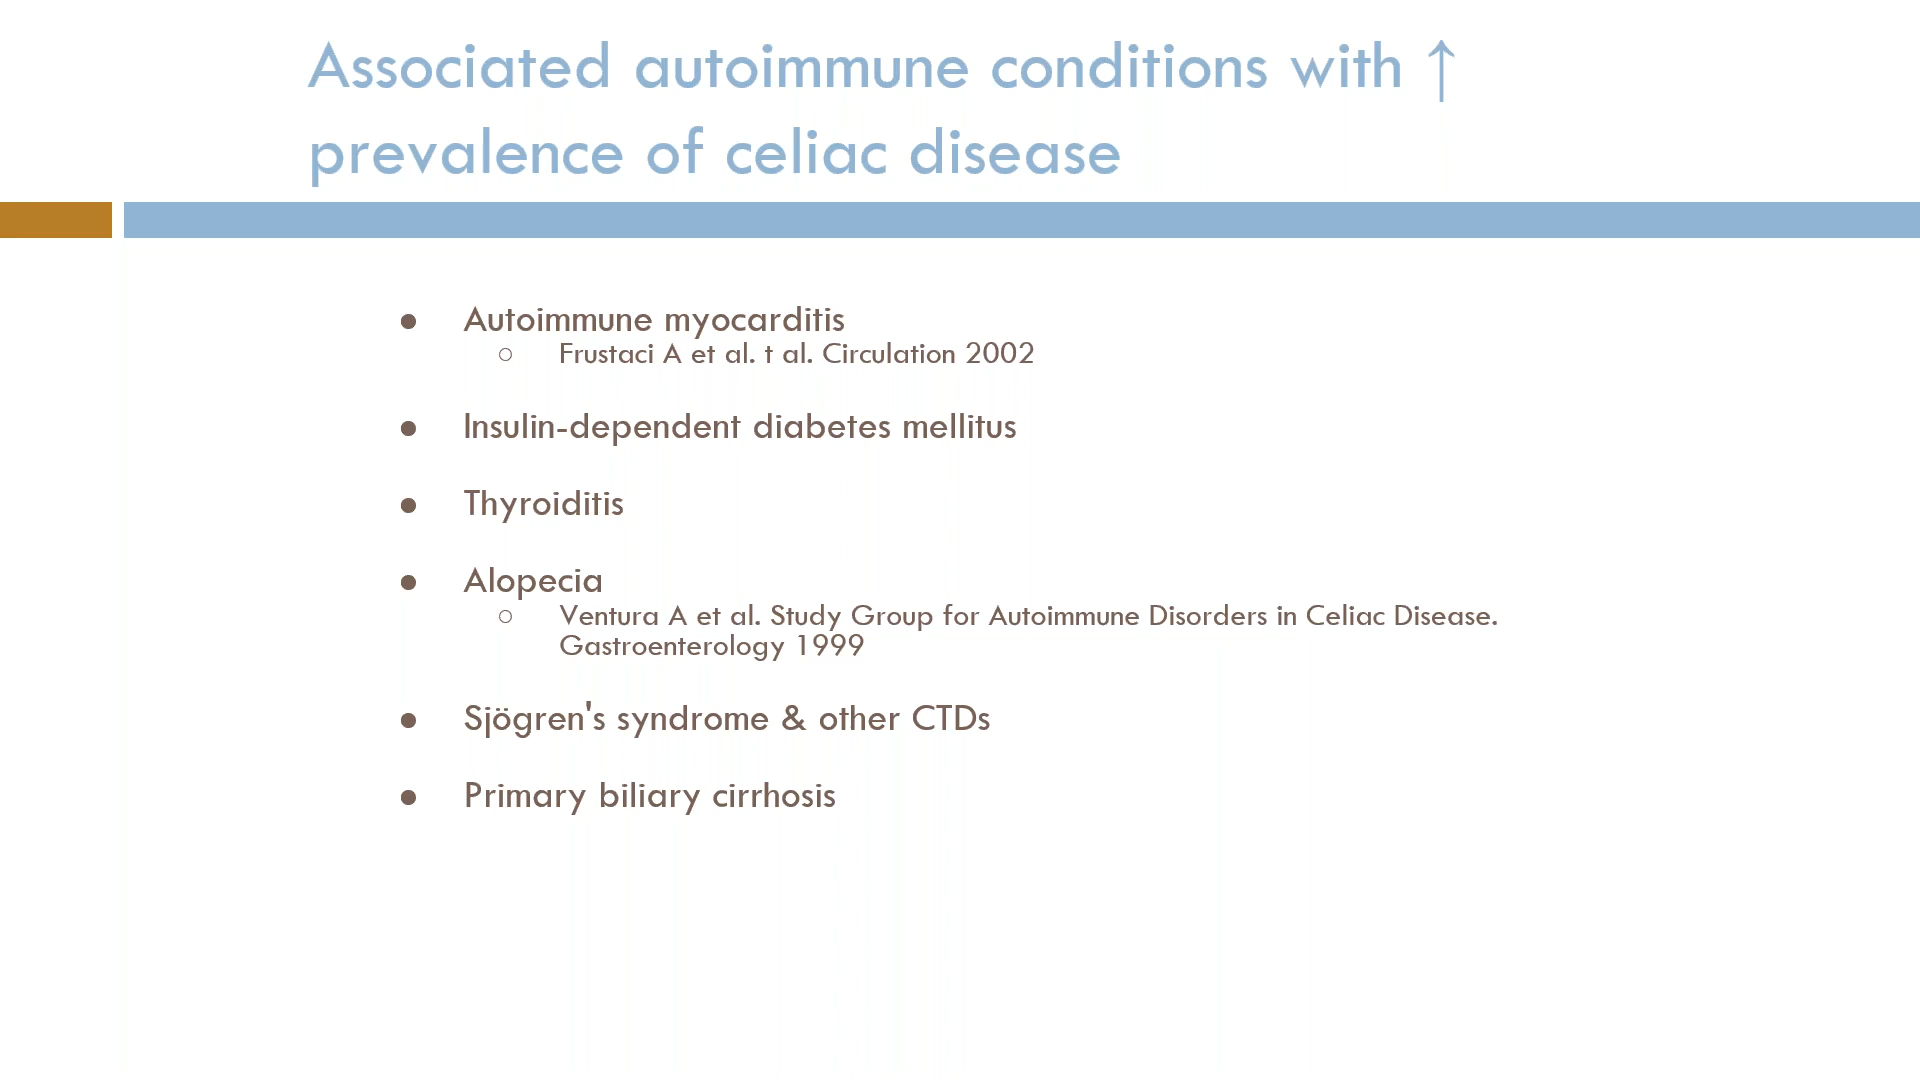 Associated autoimmune conditions with ↑
prevalence of celiac disease
● Autoimmune myocarditis
○ Frustaci A et al. t al. Circulation 2002
● Insulin-dependent diabetes mellitus
● Thyroiditis
● Alopecia
○ Ventura A et al. Study Group for Autoimmune Disorders in Celiac Disease.
Gastroenterology 1999
● Sjögren's syndrome & other CTDs
● Primary biliary cirrhosis